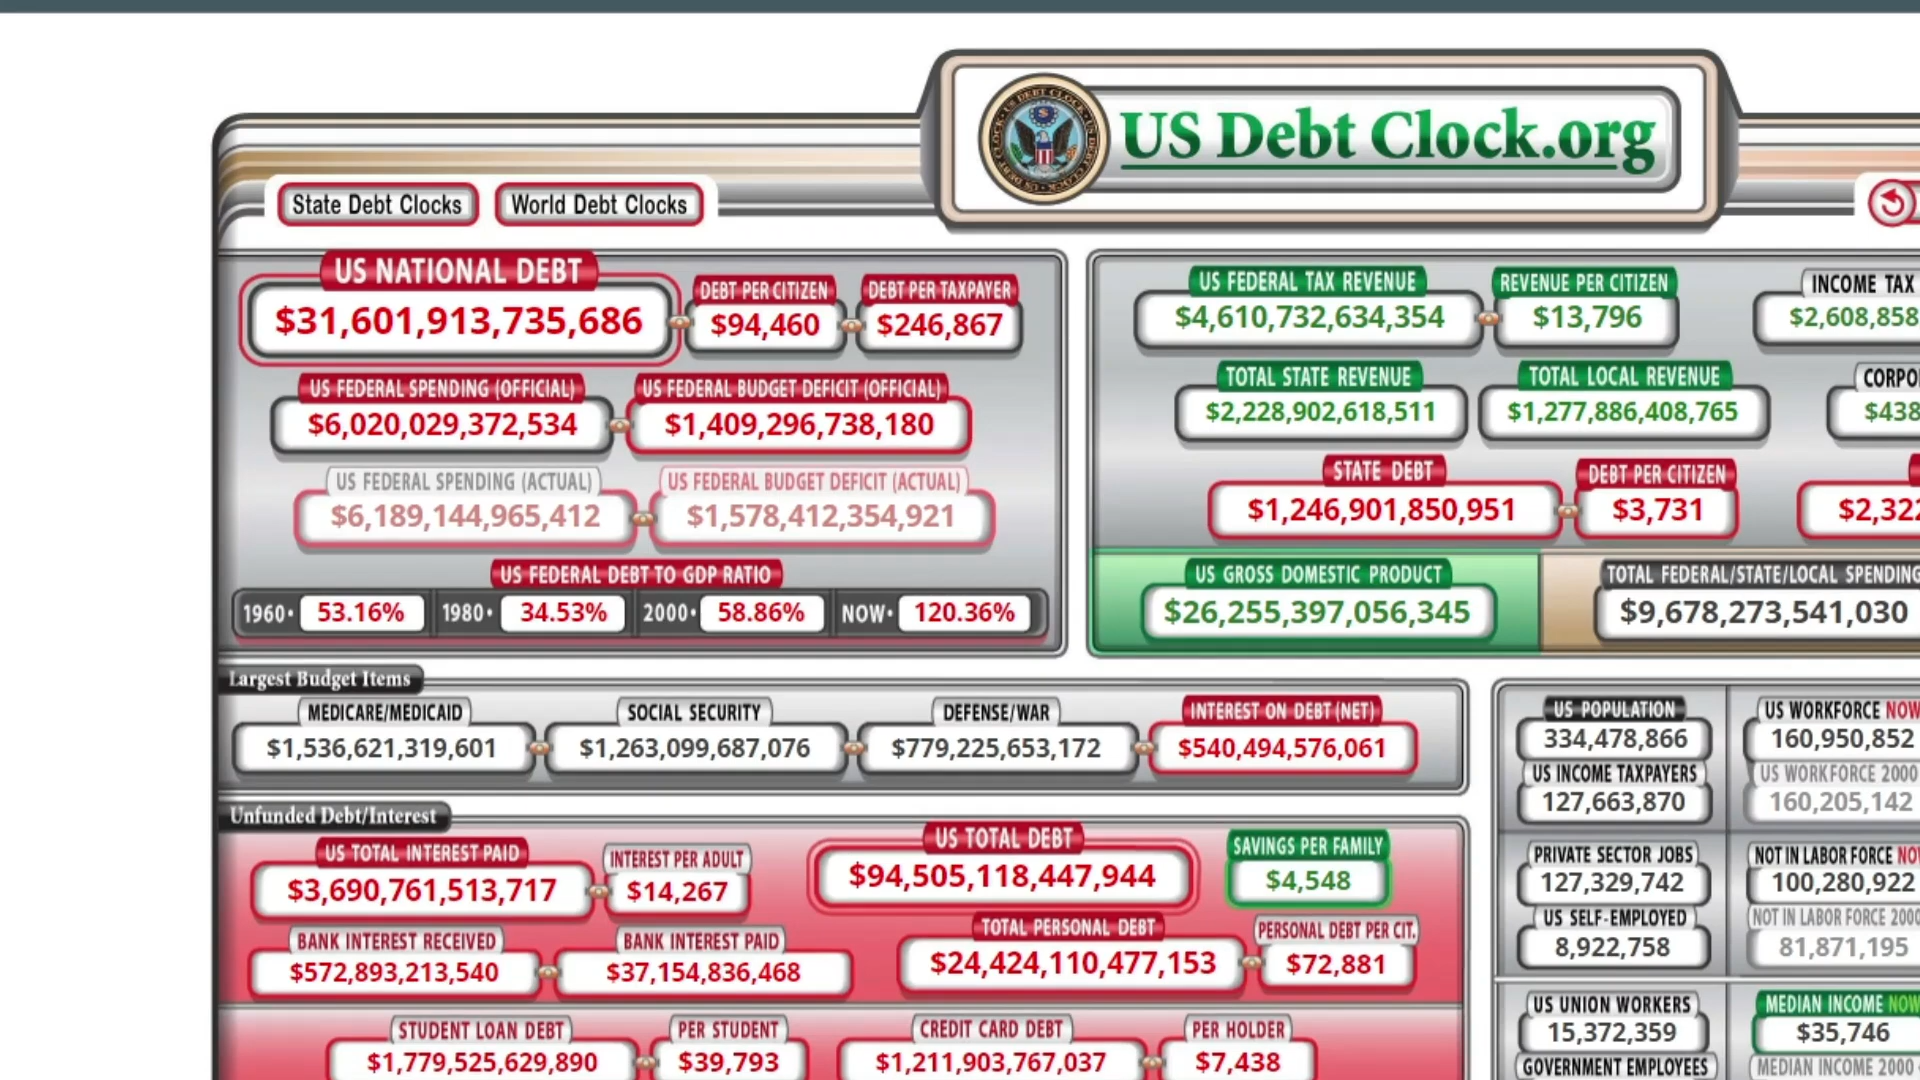 US Debt Clock.org
State Debt Clocks
World Debt Clocks
US NATIONAL DEBT
$31,601,913,735,686
DEBT PER CITIZEN
$94,460
DEBT PER TAXPAYER
$246,867
US FEDERAL SPENDING (OFFICIAL)
$6,020,029,372,534
US FEDERAL BUDGET DEFICIT (OFFICIAL)
$1,409,296,738,180
US FEDERAL SPENDING (ACTUAL)
$6,189,144,965,412
US FEDERAL BUDGET DEFICIT (ACTUAL)
$1,578,412,354,921
US FEDERAL DEBT TO GDP RATIO
1960• 53.16% 1980• 34.53% 2000• 58.86% NOW• 120.36%
US FEDERAL TAX REVENUE
$4,610,732,634,354
REVENUE PER CITIZEN
$13,796
INCOME TAX
$2,608,858
TOTAL STATE REVENUE
$2,228,902,618,511
TOTAL LOCAL REVENUE
$1,277,886,408,765
CORPO
$438
STATE DEBT
$1,246,901,850,951
DEBT PER CITIZEN
$3,731
$2,322
US GROSS DOMESTIC PRODUCT
$26,255,397,056,345
TOTAL FEDERAL/STATE/LOCAL SPENDING
$9,678,273,541,030
Largest Budget Items
MEDICARE/MEDICAID
$1,536,621,319,601
SOCIAL SECURITY
$1,263,099,687,076
DEFENSE/WAR
$779,225,653,172
INTEREST ON DEBT (NET)
$540,494,576,061
US POPULATION
334,478,866
US INCOME TAXPAYERS
127,663,870
US WORKFORCE NOW
160,950,852
US WORKFORCE 2000
160,205,142
Unfunded Debt/Interest
US TOTAL INTEREST PAID
$3,690,761,513,717
INTEREST PER ADULT
$14,267
US TOTAL DEBT
$94,505,118,447,944
SAVINGS PER FAMILY
$4,548
BANK INTEREST RECEIVED
$572,893,213,540
BANK INTEREST PAID
$37,154,836,468
TOTAL PERSONAL DEBT
$24,424,110,477,153
PERSONAL DEBT PER CIT.
$72,881
PRIVATE SECTOR JOBS
127,329,742
US SELF-EMPLOYED
8,922,758
NOT IN LABOR FORCE NOW
100,280,922
NOT IN LABOR FORCE 2000
81,871,195
STUDENT LOAN DEBT
$1,779,525,629,890
PER STUDENT
$39,793
CREDIT CARD DEBT
$1,211,903,767,037
PER HOLDER
$7,438
US UNION WORKERS
15,372,359
GOVERNMENT EMPLOYEES
MEDIAN INCOME NOW
$35,746
MEDIAN INCOME 2000